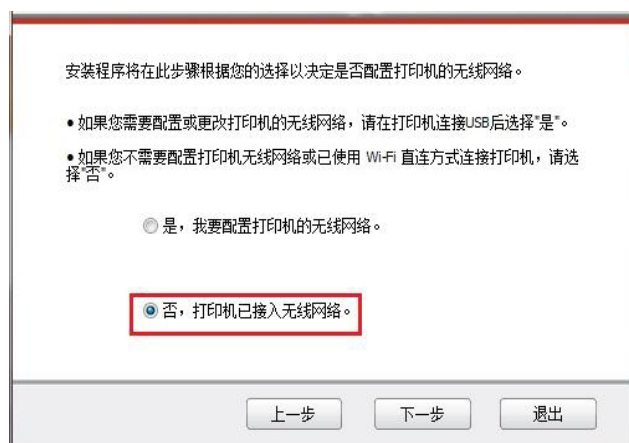 安装程序将在此步骤根据您的选择以决定是否配置打印机的无线网络。
•如果您需要配置或更改打印机的无线网络，请在打印机连接USB后选择"是"。
•如果您不需要配置打印机无线网络或已使用 Wi-Fi 直连方式连接打印机，请选
择"否"。
是，我要配置打印机的无线网络。
否，打印机已接入无线网络。
上一步 下一步 退出